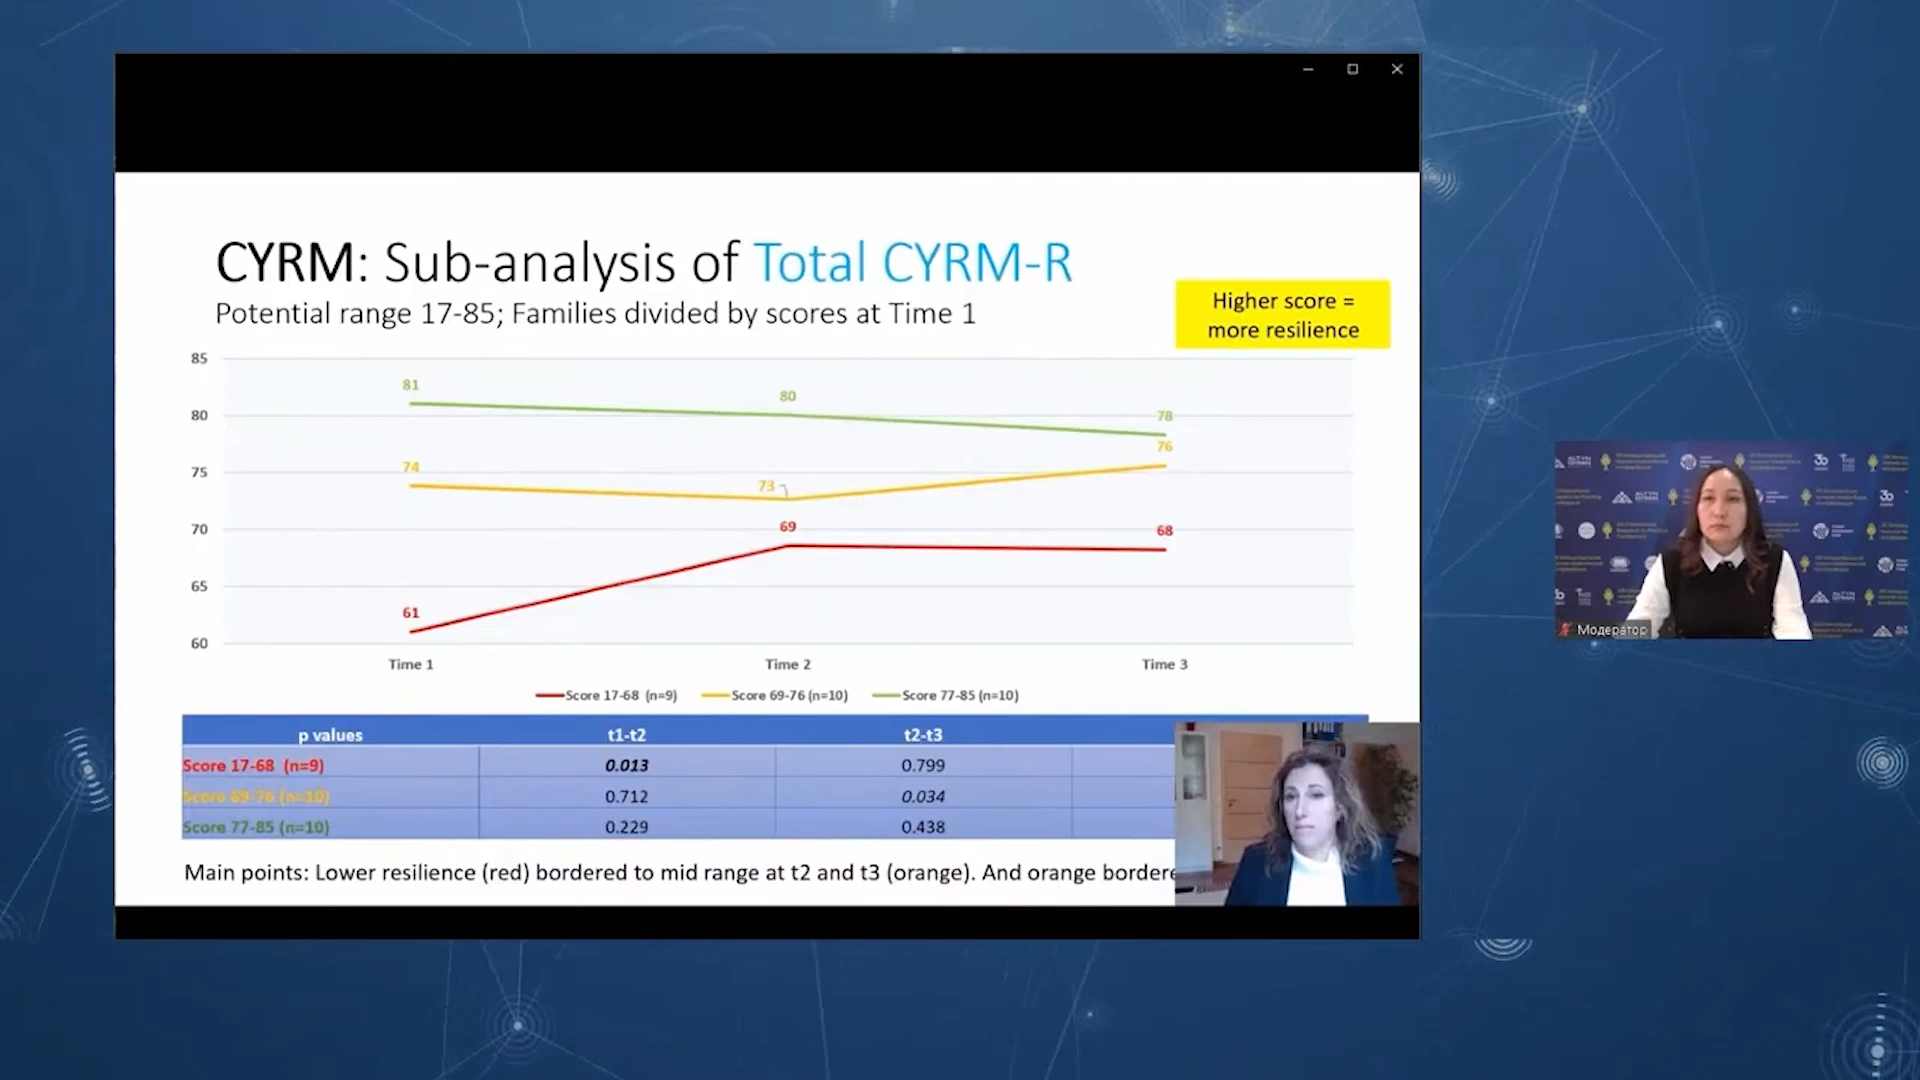 CYRM: Sub-analysis of Total CYRM-R
Potential range 17-85; Families divided by scores at Time 1
Higher score =
more resilience
85
80
75
70
65
60
81
80
78
74
73
76
61
69
68
Time 1
Time 2
Time 3
Score 17-68 (n=9)
Score 69-76 (n=10)
Score 77-85 (n=10)
p values t1-t2 t2-t3
Score 17-68 (n=9) 0.013 0.799
Score 69-76 (n=10) 0.712 0.034
Score 77-85 (n=10) 0.229 0.438
Main points: Lower resilience (red) bordered to mid range at t2 and t3 (orange). And orange bordere
Модератор